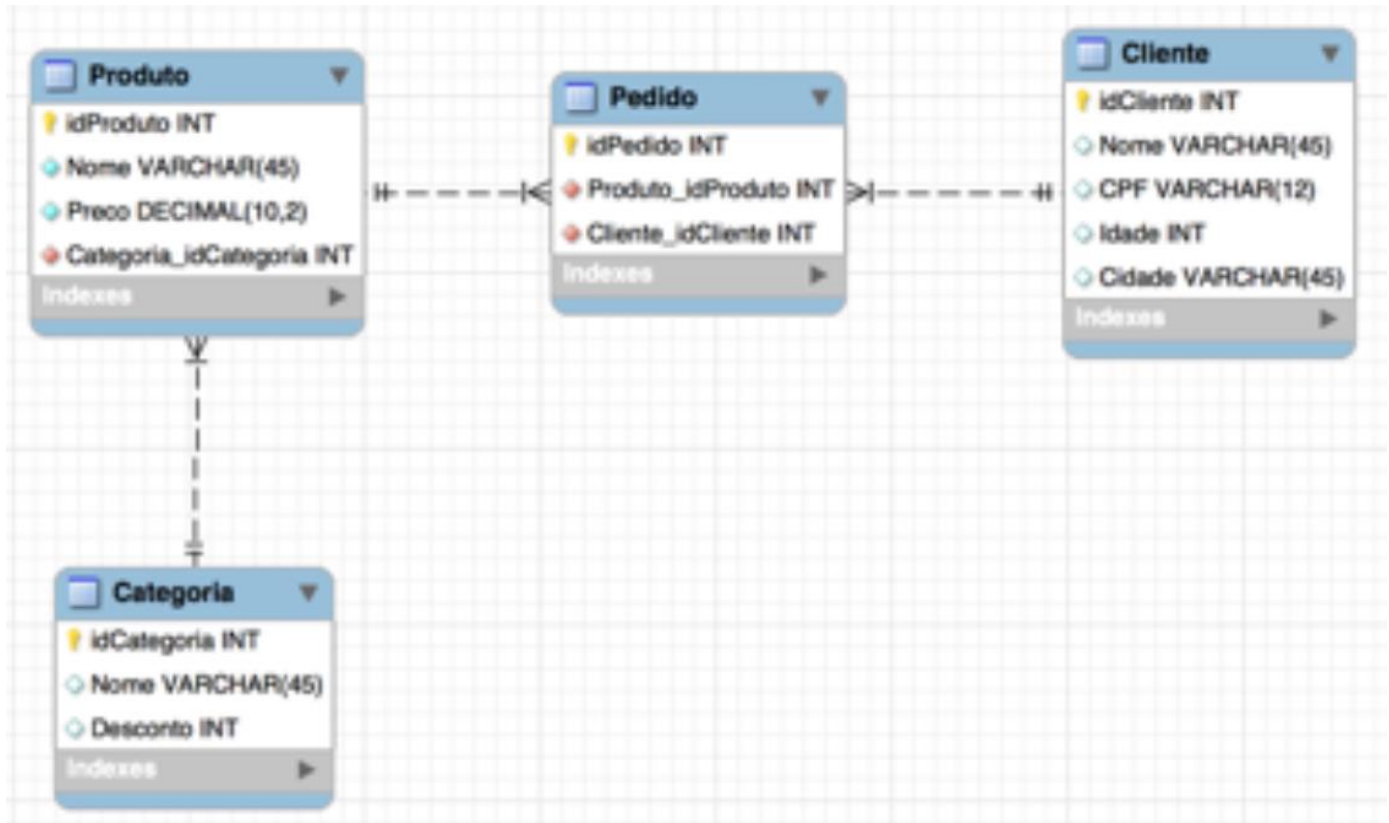 Produto
idProduto INT
Nome VARCHAR(45)
Preco DECIMAL(10,2)
Categoria_idCategoria INT
Indexes
Pedido
idPedido INT
Produto_idProduto INT
Cliente_idCliente INT
Indexes
Cliente
idCliente INT
Nome VARCHAR(45)
CPF VARCHAR(12)
Idade INT
Cidade VARCHAR(45)
Indexes
Categoria
idCategoria INT
Nome VARCHAR(45)
Desconto INT
Indexes